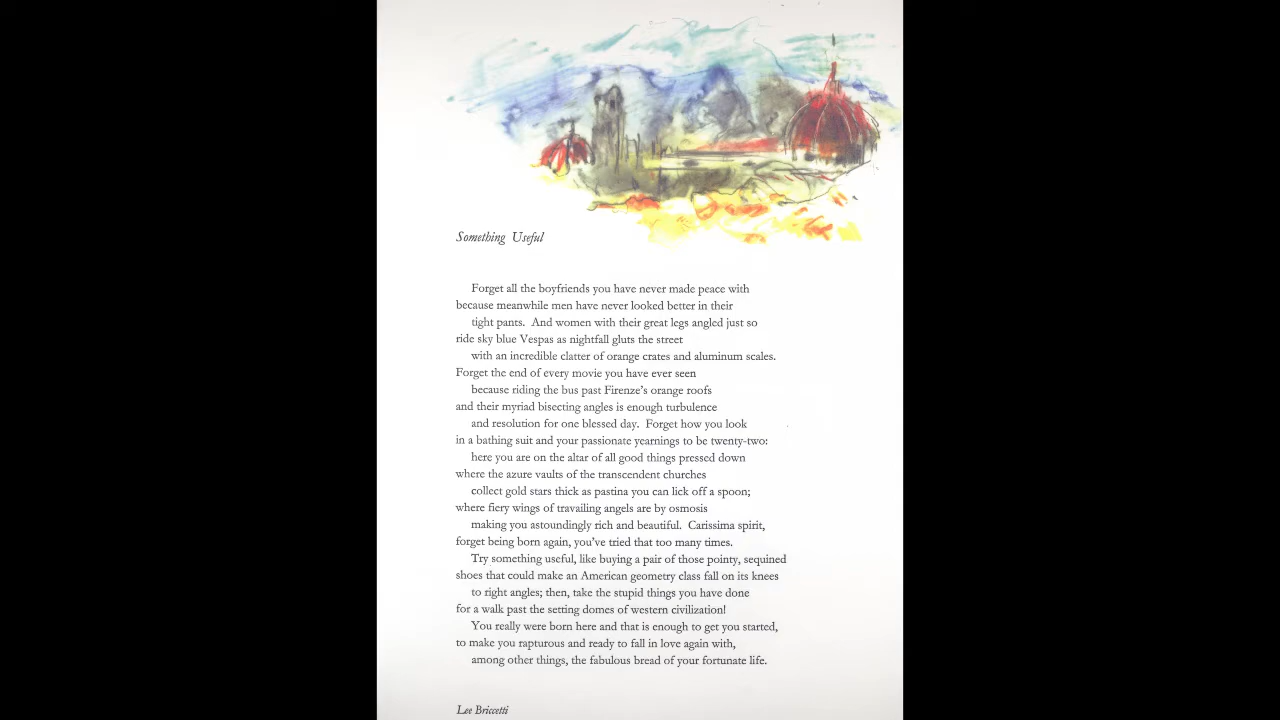 Something Useful
Forget all the boyfriends you have never made peace with
because meanwhile men have never looked better in their
tight pants.  And women with their great legs angled just so
ride sky blue Vespas as nightfall gluts the street
with an incredible clatter of orange crates and aluminum scales.
Forget the end of every movie you have ever seen
because riding the bus past Firenze's orange roofs
and their myriad bisecting angles is enough turbulence
and resolution for one blessed day.  Forget how you look
in a bathing suit and your passionate yearnings to be twenty-two:
here you are on the altar of all good things pressed down
where the azure vaults of the transcendent churches
collect gold stars thick as pastina you can lick off a spoon;
where fiery wings of travailing angels are by osmosis
making you astoundingly rich and beautiful.  Carissima spirit,
forget being born again, you've tried that too many times.
Try something useful, like buying a pair of those pointy, sequined
shoes that could make an American geometry class fall on its knees
to right angles; then, take the stupid things you have done
for a walk past the setting domes of western civilization!
You really were born here and that is enough to get you started,
to make you rapturous and ready to fall in love again with,
among other things, the fabulous bread of your fortunate life.
Lee Briccetti